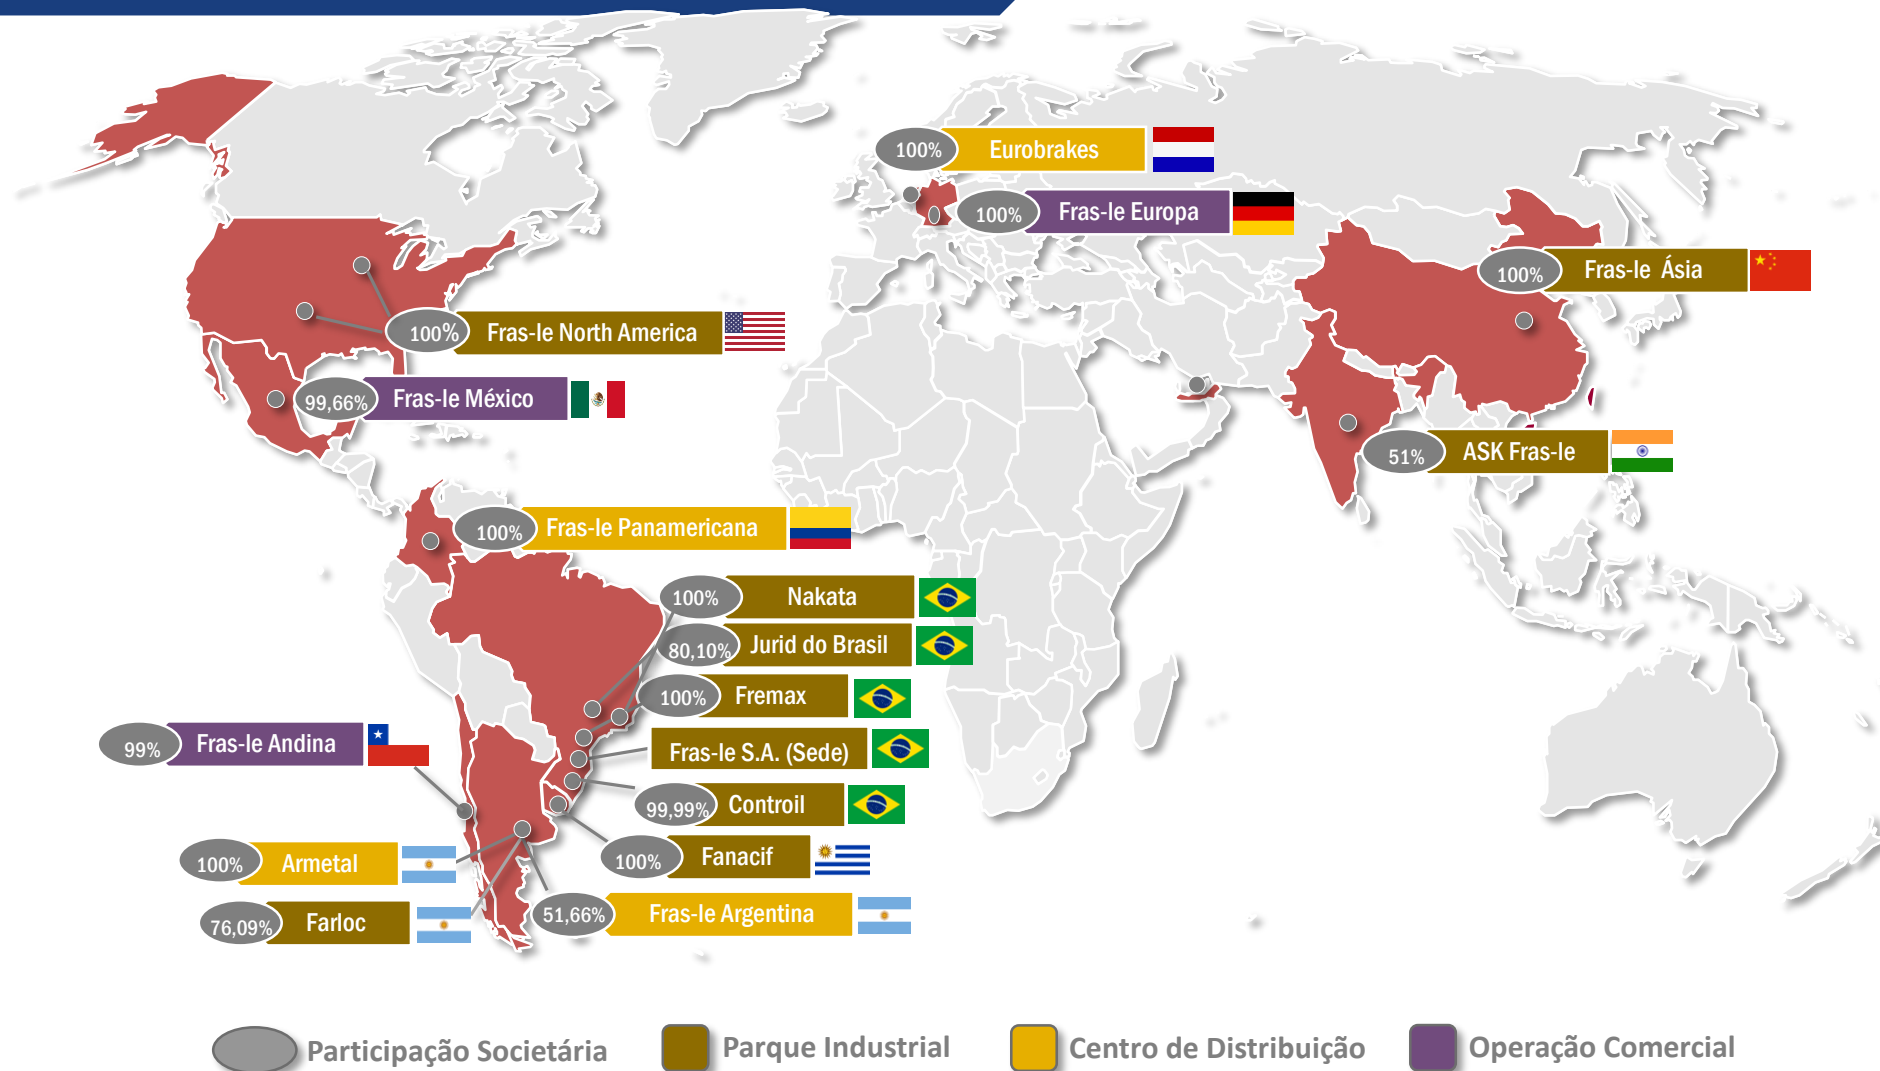 100% Eurobrakes
100% Fras-le Europa
100% Fras-le Ásia
100% Fras-le North America
99,66% Fras-le México
51% ASK Fras-le
100% Fras-le Panamericana
100% Nakata
80,10% Jurid do Brasil
100% Fremax
99% Fras-le Andina
Fras-le S.A. (Sede)
99,99% Controil
100% Armetal
100% Fanacif
76,09% Farloc
51,66% Fras-le Argentina
Participação Societária
Parque Industrial
Centro de Distribuição
Operação Comercial